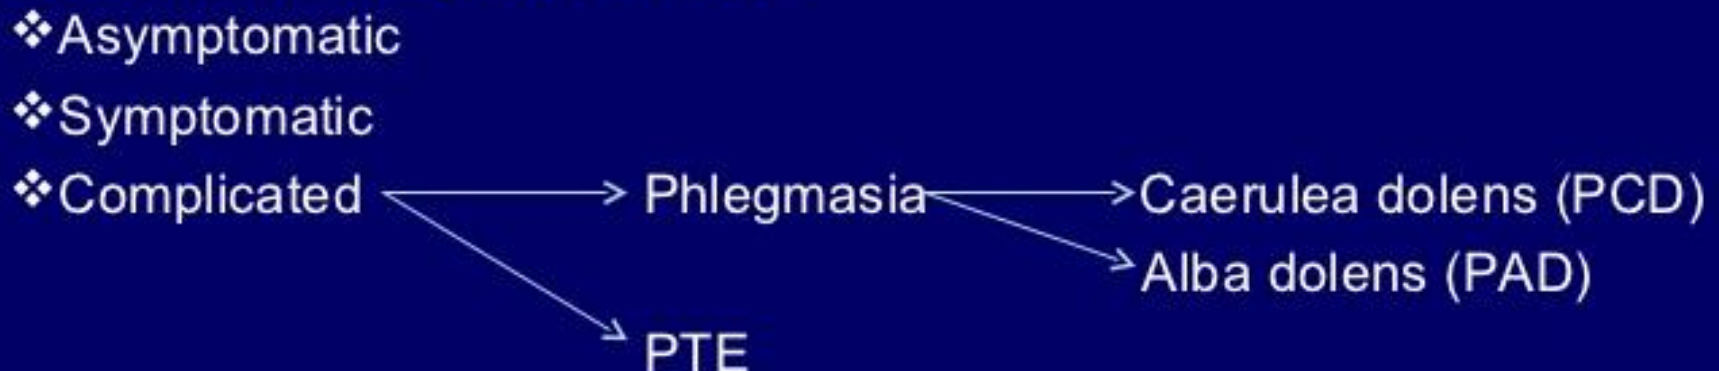 ❖Asymptomatic
❖Symptomatic
❖Complicated Phlegmasia Caerulea dolens (PCD)
Alba dolens (PAD)
PTE